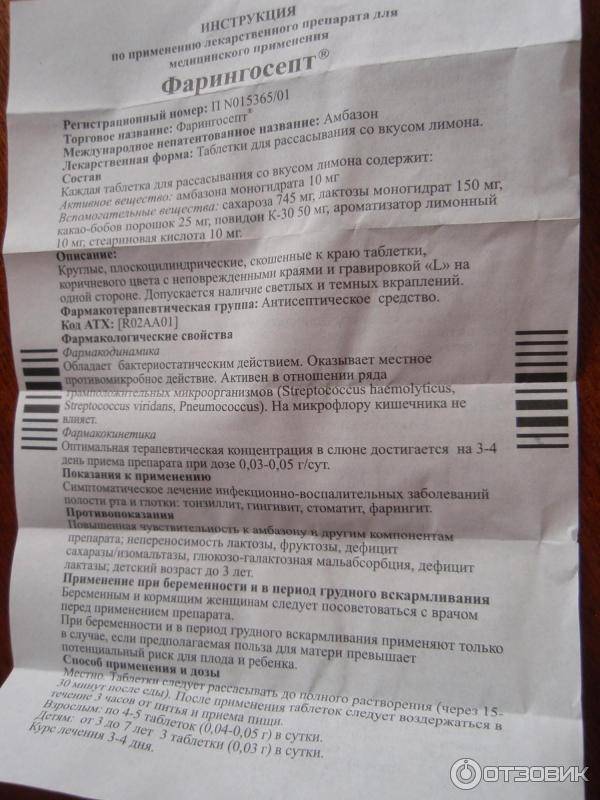 ИНСТРУКЦИЯ
по применению лекарственного препарата для
медицинского применения
Фарингосепт®
Регистрационный номер: П N015365/01
Торговое название: Фарингосепт®
Международное непатентованное название: Амбазон
Лекарственная форма: Таблетки для рассасывания со вкусом лимона.
Состав
Каждая таблетка для рассасывания со вкусом лимона содержит:
Активное вещество: амбазона моногидрата 10 мг
Вспомогательные вещества: сахароза 745 мг, лактозы моногидрат 150 мг,
какао-бобов порошок 25 мг, повидон К-30 50 мг, ароматизатор лимонный
10 мг, стеариновая кислота 10 мг.
Описание:
Круглые, плоскоцилиндрические, скошенные к краю таблетки,
коричневого цвета с неповрежденными краями и гравировкой «L» на
одной стороне. Допускается наличие светлых и темных вкраплений.
Фармакотерапевтическая группа: Антисептическое средство.
Код АТХ: [R02AA01]
Фармакологические свойства
Фармакодинамика
Обладает бактериостатическим действием. Оказывает местное
противомикробное действие. Активен в отношении ряда
грамположительных микроорганизмов (Streptococcus haemolyticus,
Streptococcus viridans, Pneumococcus). На микрофлору кишечника не
влияет.
Фармакокинетика
Оптимальная терапевтическая концентрация в слюне достигается на 3-4
день приема препарата при дозе 0,03-0,05 г/сут.
Показания к применению
Симптоматическое лечение инфекционно-воспалительных заболеваний
полости рта и глотки: тонзиллит, гингивит, стоматит, фарингит.
Противопоказания
Повышенная чувствительность к амбазону и другим компонентам
препарата; непереносимость лактозы, фруктозы, дефицит
сахаразы/изомальтазы, глюкозо-галактозная мальабсорбция, дефицит
лактазы; детский возраст до 3 лет.
Применение при беременности и в период грудного вскармливания
Беременным и кормящим женщинам следует посоветоваться с врачом
перед применением препарата.
При беременности и в период грудного вскармливания применяют только
в случае, если предполагаемая польза для матери превышает
потенциальный риск для плода и ребенка.
Способ применения и дозы
Местно. Таблетки следует рассасывать до полного растворения (через 15-
30 минут после еды). После применения таблеток следует воздержаться в
течение 3 часов от питья и приема пищи.
Взрослым: по 4-5 таблеток (0,04-0,05 г) в сутки.
Детям: от 3 до 7 лет 3 таблетки (0,03 г) в сутки.
Курс лечения 3-4 дня.
ОТЗОВИК